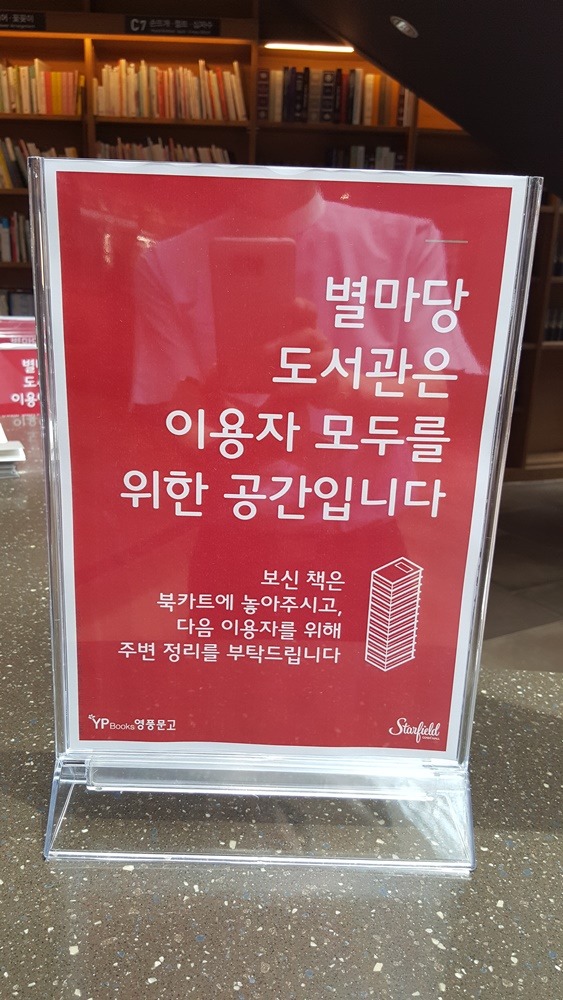 C7
별마당
도서관은
이용자 모두를
위한 공간입니다
보신 책은
북카트에 놓아주시고,
다음 이용자를 위해
주변 정리를 부탁드립니다
YP Books 영풍문고
Starfield